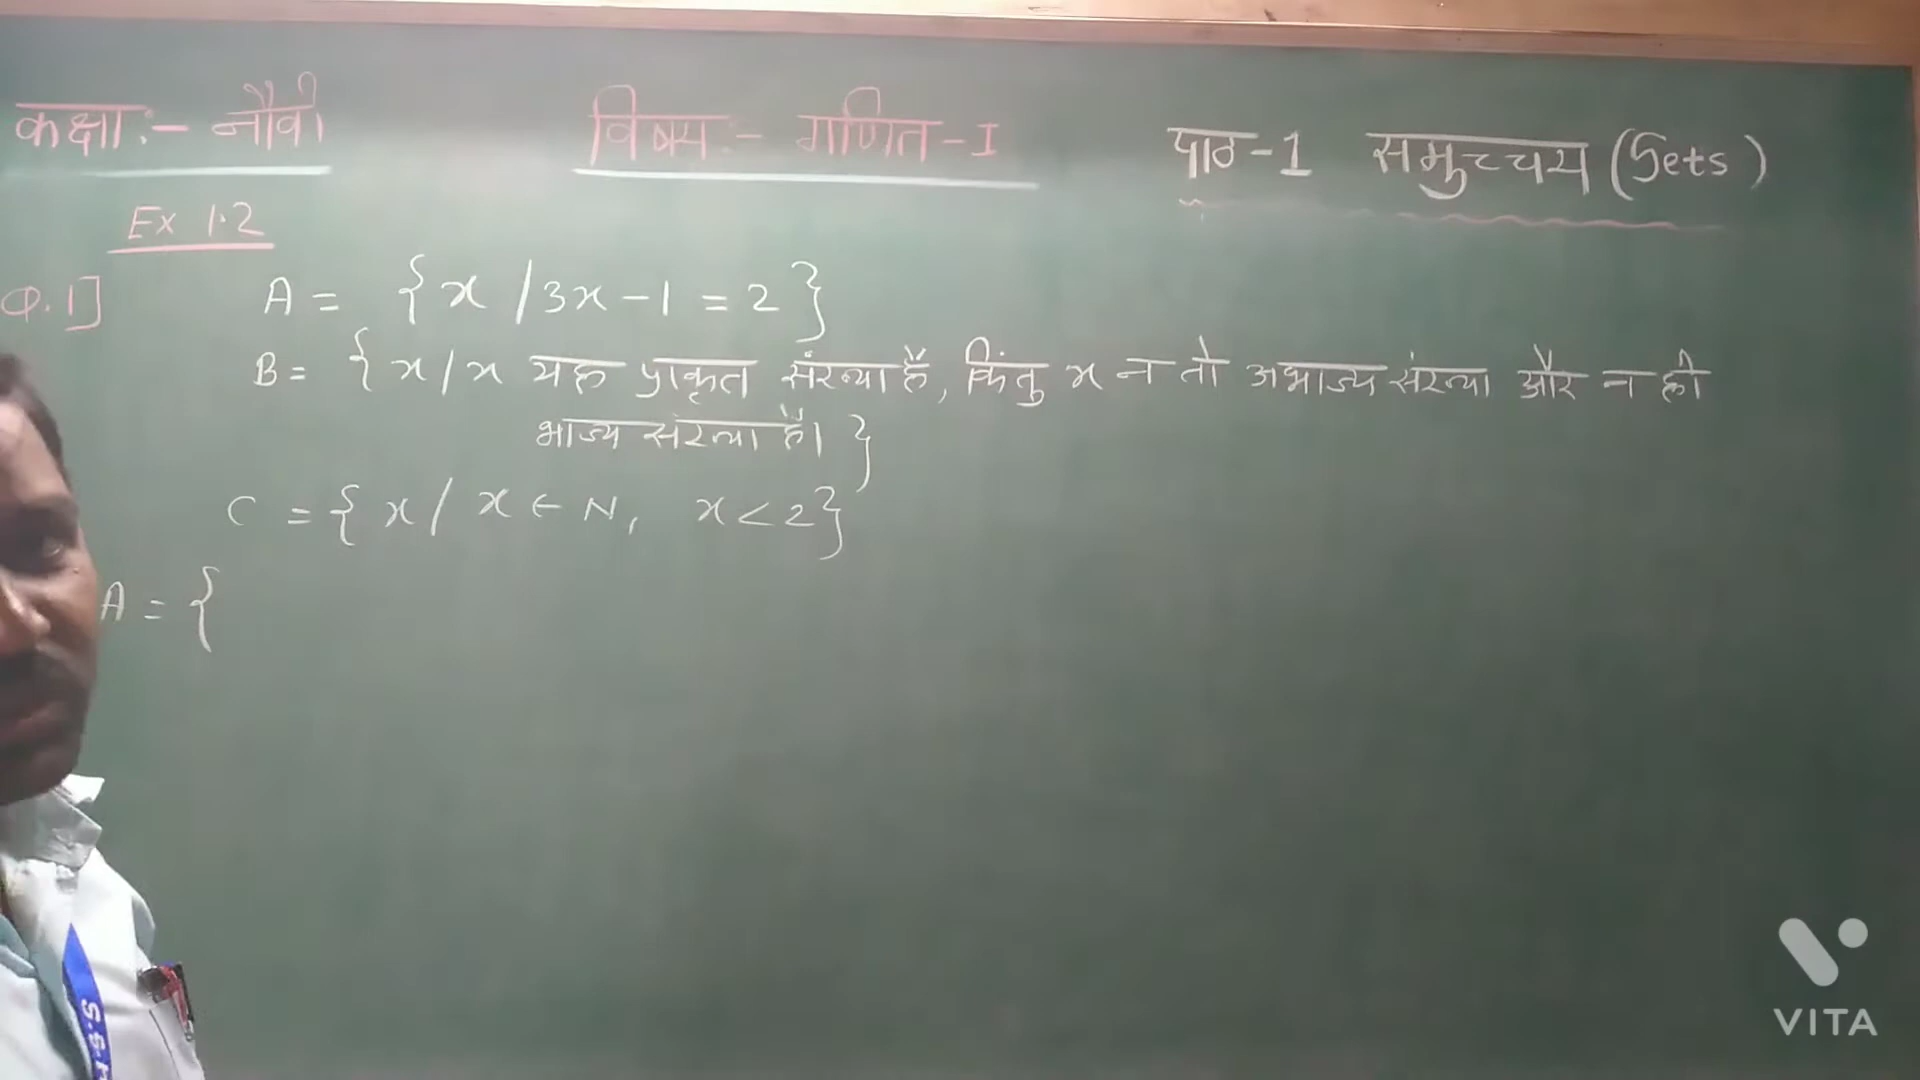 कक्षा:- नौवीं विषय:- गणित-I पाठ-1 समुच्चय (Sets)
Ex 1.2
Q.1] A = {x / 3x - 1 = 2}
B = {x / x यह प्राकृत संख्या है, किंतु x न तो अभाज्य संख्या और न ही
भाज्य संख्या है। }
C = {x / x ∈ N, x < 2}
A = {
S.S.
VITA